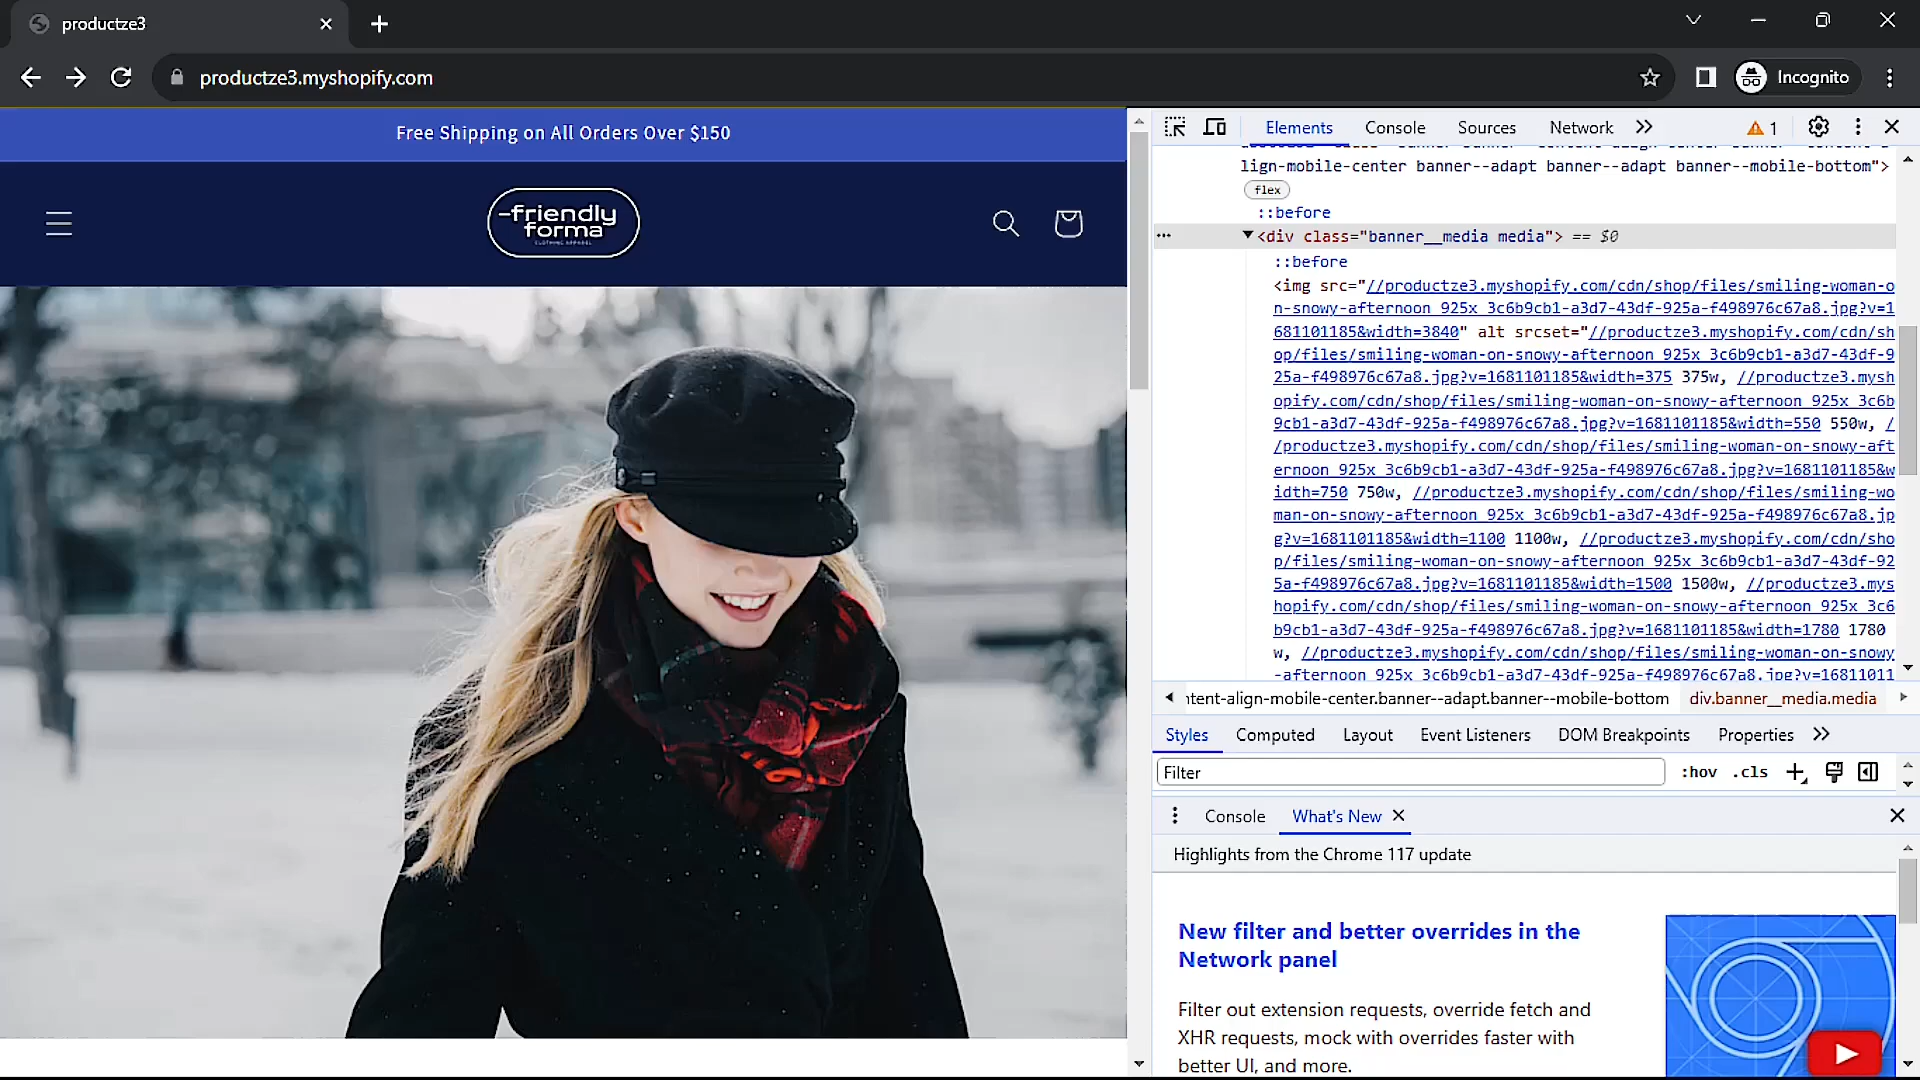 productze3
productze3.myshopify.com
Incognito
Free Shipping on All Orders Over $150
-friendly
forma
CLOTHING APPAREL
Elements Console Sources Network 1
lign-mobile-center banner--adapt banner--adapt banner--mobile-bottom">
flex
::before
<div class="banner__media media"> == $0
::before
<img src="//productze3.myshopify.com/cdn/shop/files/smiling-woman-o
n-snowy-afternoon_925x_3c6b9cb1-a3d7-43df-925a-f498976c67a8.jpg?v=1
681101185&width=3840" alt srcset="//productze3.myshopify.com/cdn/sh
op/files/smiling-woman-on-snowy-afternoon_925x_3c6b9cb1-a3d7-43df-9
25a-f498976c67a8.jpg?v=1681101185&width=375 375w, //productze3.mysh
opify.com/cdn/shop/files/smiling-woman-on-snowy-afternoon_925x_3c6b
9cb1-a3d7-43df-925a-f498976c67a8.jpg?v=1681101185&width=550 550w, /
/productze3.myshopify.com/cdn/shop/files/smiling-woman-on-snowy-aft
ernoon_925x_3c6b9cb1-a3d7-43df-925a-f498976c67a8.jpg?v=1681101185&w
idth=750 750w, //productze3.myshopify.com/cdn/shop/files/smiling-wo
man-on-snowy-afternoon_925x_3c6b9cb1-a3d7-43df-925a-f498976c67a8.jp
g?v=1681101185&width=1100 1100w, //productze3.myshopify.com/cdn/sho
p/files/smiling-woman-on-snowy-afternoon_925x_3c6b9cb1-a3d7-43df-92
5a-f498976c67a8.jpg?v=1681101185&width=1500 1500w, //productze3.mys
hopify.com/cdn/shop/files/smiling-woman-on-snowy-afternoon_925x_3c6
b9cb1-a3d7-43df-925a-f498976c67a8.jpg?v=1681101185&width=1780 1780
w, //productze3.myshopify.com/cdn/shop/files/smiling-woman-on-snowy
-afternoon_925x_3c6b9cb1-a3d7-43df-925a-f498976c67a8.jpg?v=16811011
ntent-align-mobile-center.banner--adapt.banner--mobile-bottom div.banner__media.media
Styles Computed Layout Event Listeners DOM Breakpoints Properties
Filter :hov .cls
Console What's New
Highlights from the Chrome 117 update
New filter and better overrides in the
Network panel
Filter out extension requests, override fetch and
XHR requests, mock with overrides faster with
better UI, and more.